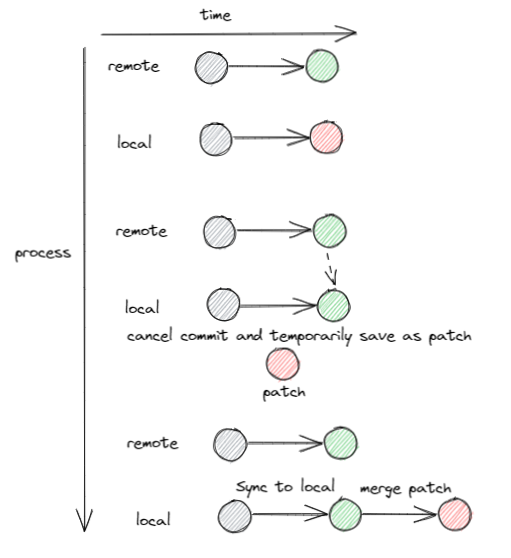 time
remote
local
remote
process
local
cancel commit and temporarily save as patch
patch
remote
Sync to local
merge patch
local